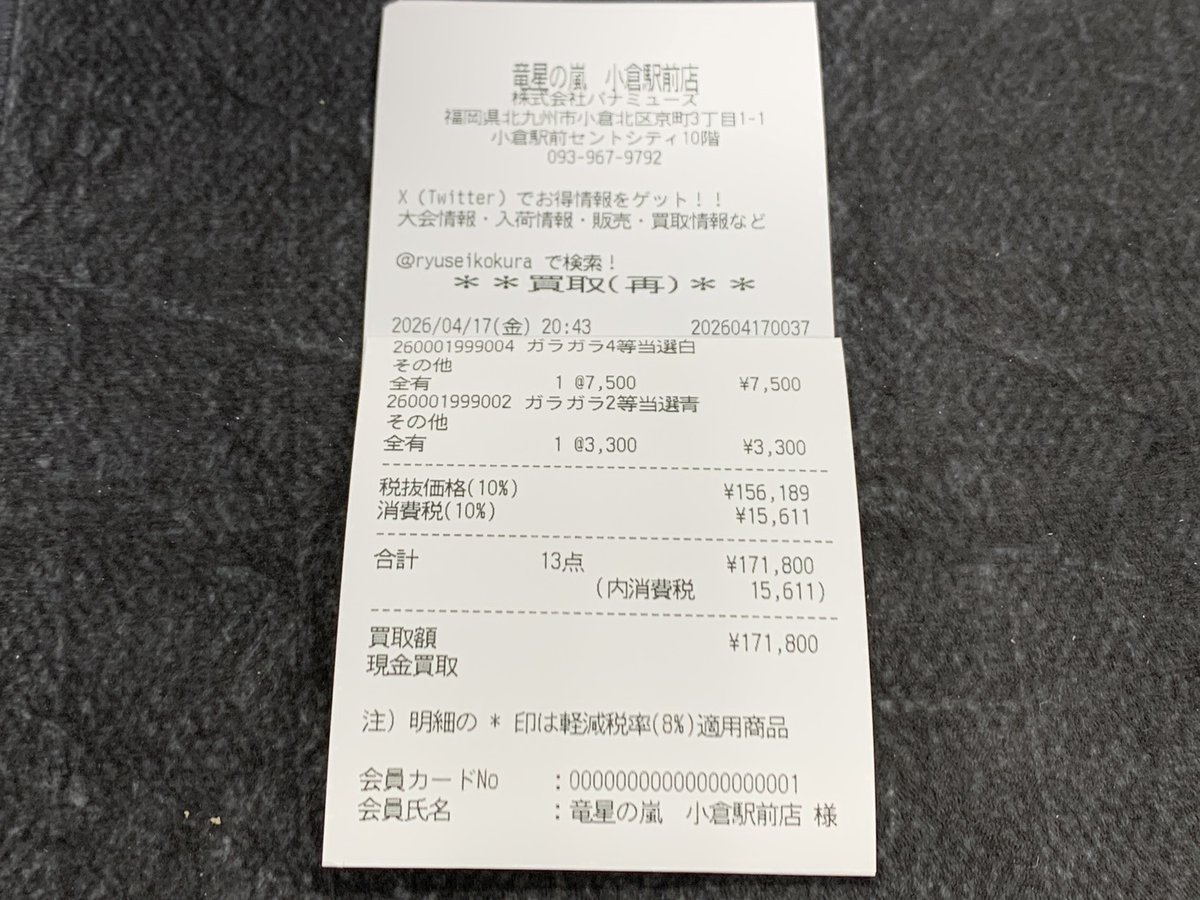 竜星の嵐　小倉駅前店
株式会社バナミューズ
福岡県北九州市小倉北区京町3丁目1-1
小倉駅前セントシティ10階
093-967-9792
X(Twitter)でお得情報をゲット！！
大会情報・入荷情報・販売・買取情報など
@ryuseikokura で検索！
＊＊買取(再)＊＊
2026/04/17(金) 20:43 202604170037
260001999004 ガラガラ4等当選白
その他
全有 1 @7,500 ¥7,500
260001999002 ガラガラ2等当選青
その他
全有 1 @3,300 ¥3,300
税抜価格(10%) ¥156,189
消費税(10%) ¥15,611
合計 13点 ¥171,800
(内消費税 15,611)
買取額 ¥171,800
現金買取
注) 明細の * 印は軽減税率(8%)適用商品
会員カードNo :00000000000000000001
会員氏名 :竜星の嵐　小倉駅前店 様